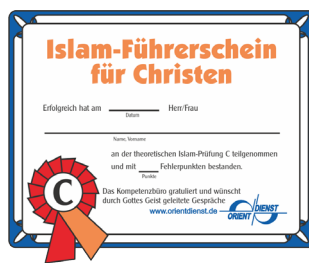 Islam-Führerschein
für Christen
Erfolgreich hat am Herr/Frau
Datum
Name, Vorname
an der theoretischen Islam-Prüfung C teilgenommen
und mit Fehlerpunkten bestanden.
Punkte
C
Das Kompetenzbüro gratuliert und wünscht
durch Gottes Geist geleitete Gespräche
www.orientdienst.de
ORIENT DIENST